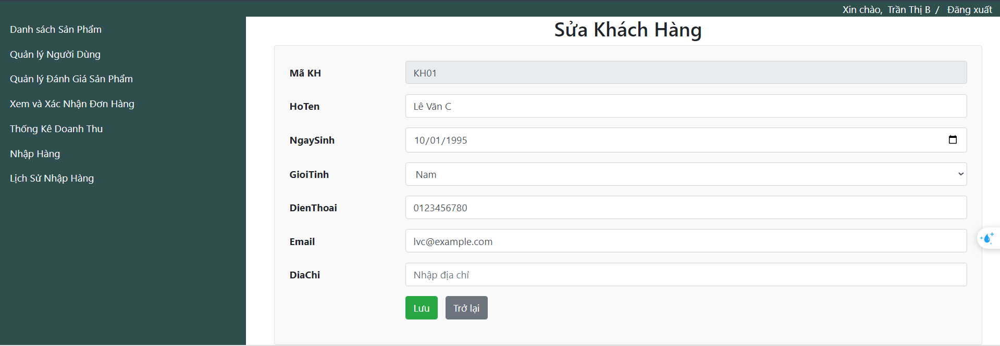 Xin chào, Trần Thị B / Đăng xuất
Danh sách Sản Phẩm
Quản lý Người Dùng
Quản lý Đánh Giá Sản Phẩm
Xem và Xác Nhận Đơn Hàng
Thống Kê Doanh Thu
Nhập Hàng
Lịch Sử Nhập Hàng
Sửa Khách Hàng
Mã KH KH01
HoTen Lê Văn C
NgaySinh 10/01/1995
GioiTinh Nam
DienThoai 0123456780
Email lvc@example.com
DiaChi Nhập địa chỉ
Lưu Trở lại